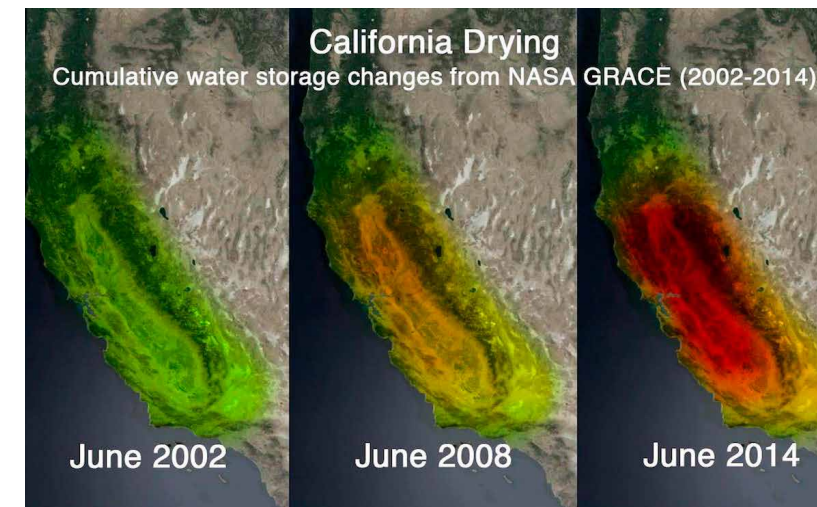 California Drying
Cumulative water storage changes from NASA GRACE (2002-2014)
June 2002
June 2008
June 2014